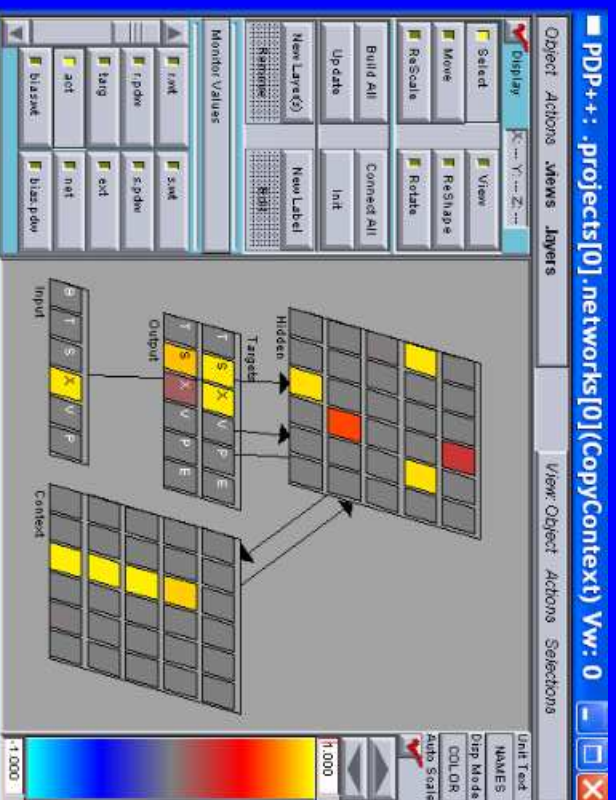 PDP++: .projects[0].networks[0](CopyContext) Vw: 0
Object Actions .views .layers
View: Object Actions Selections
Display X: --- Y: --- Z: ---
Select View
Move ReShape
ReScale Rotate
Build All Connect All
Update Init
New Layer(s) New Label
Remove Edit
Monitor Values
r.wt s.wt
r.pdw s.pdw
targ ext
act net
bias.wt bias.pdw
Hidden
Targets
T S X V P E
Output
T S X V P E
Input
B T S X V P
Context
Unit Text
NAMES
Disp Mode
COLOR
Auto Scale
1.000
-1.000